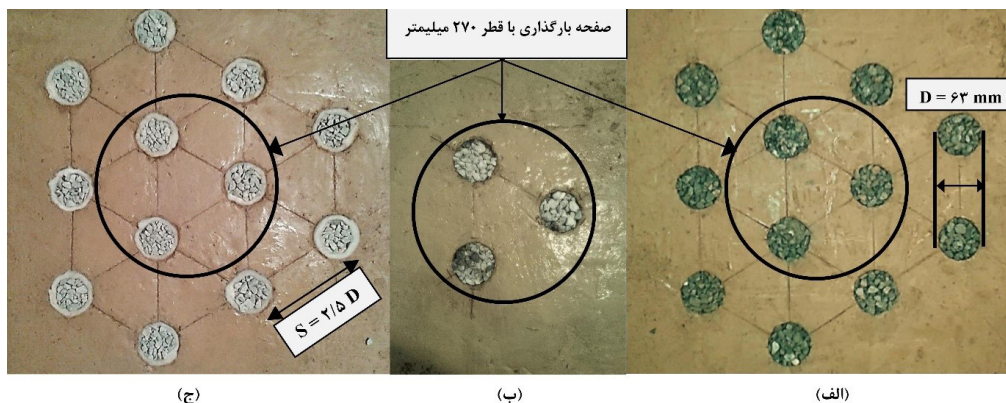 صفحه بارگذاری با قطر ۲۷۰ میلیمتر
D = ۶۳ mm
S = ۲/۵ D
(الف)
(ب)
(ج)